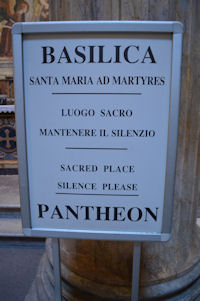 BASILICA
SANTA MARIA AD MARTYRES
LUOGO SACRO
MANTENERE IL SILENZIO
SACRED PLACE
SILENCE PLEASE
PANTHEON